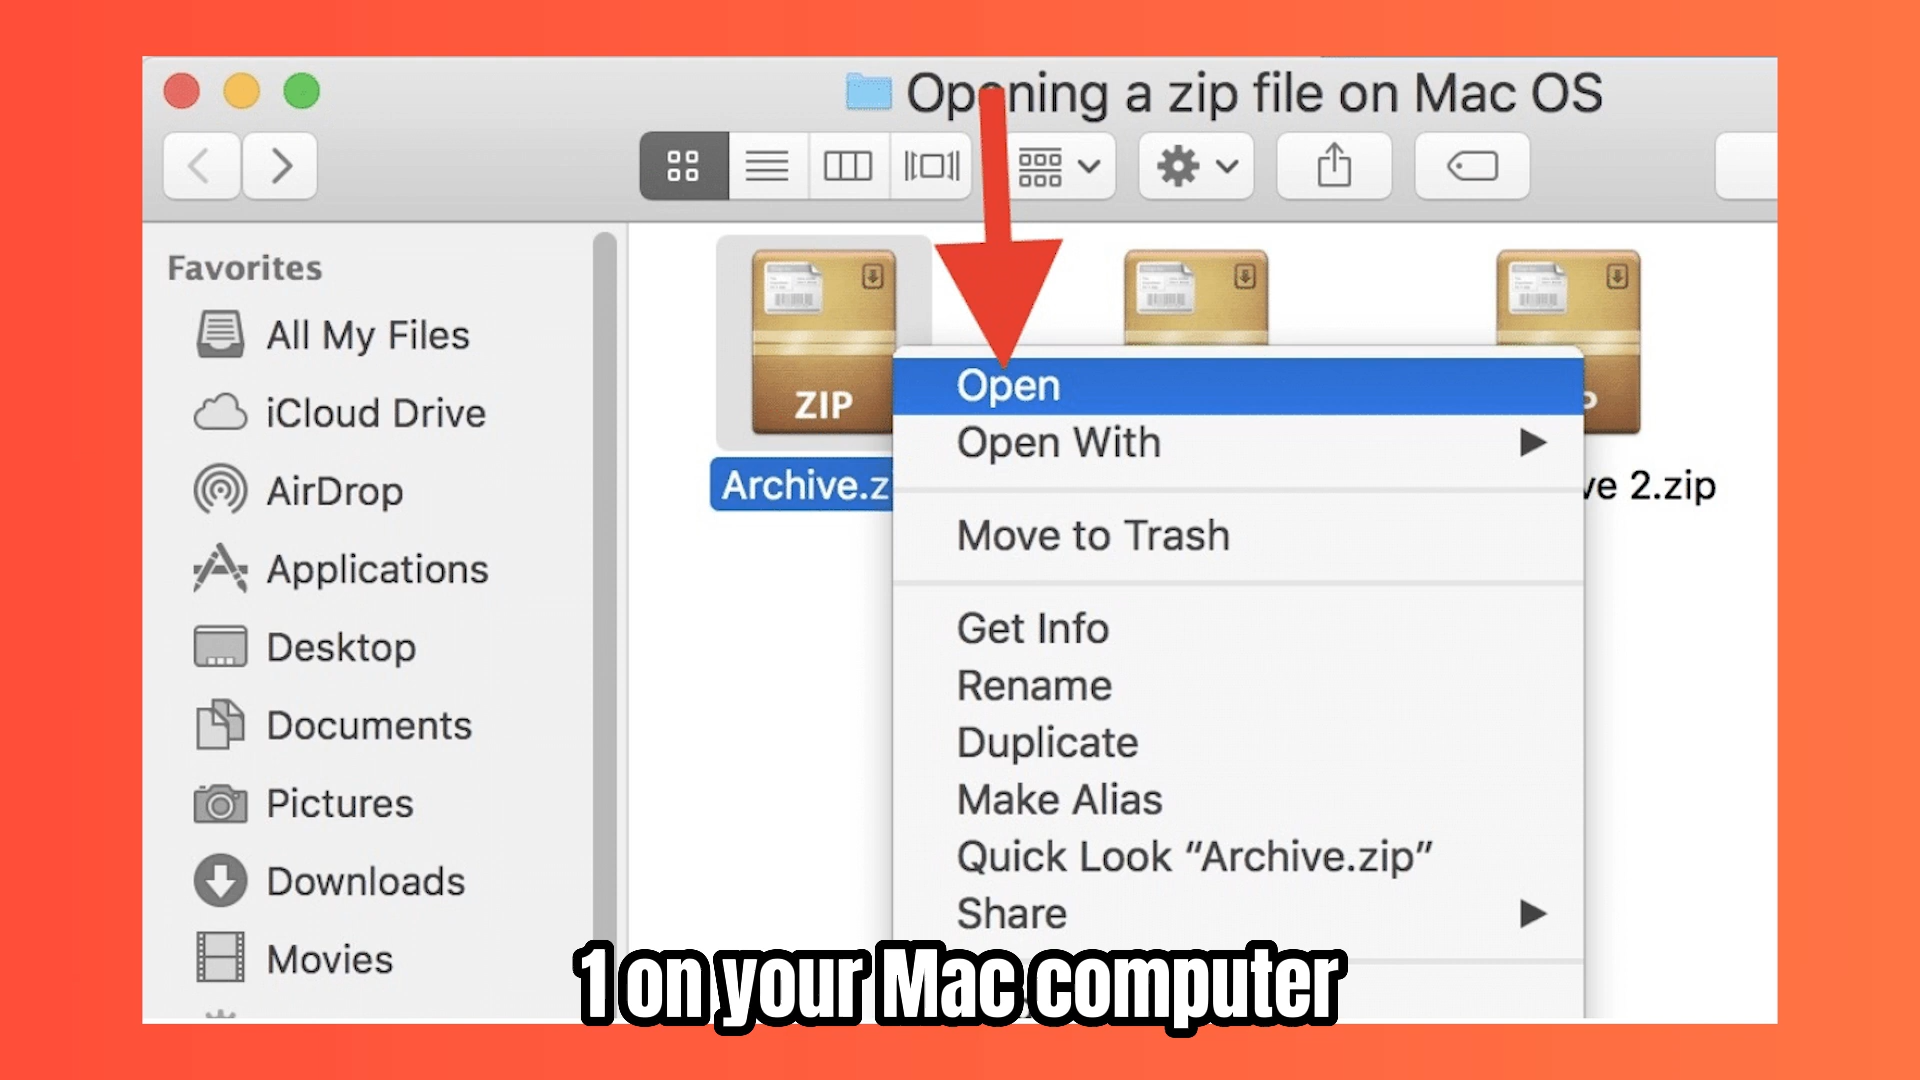 Opening a zip file on Mac OS
Favorites
All My Files
iCloud Drive
AirDrop
Applications
Desktop
Documents
Pictures
Downloads
Movies
ZIP
P
Archive.z
ve 2.zip
Open
Open With
Move to Trash
Get Info
Rename
Duplicate
Make Alias
Quick Look “Archive.zip”
Share
1 on your Mac computer